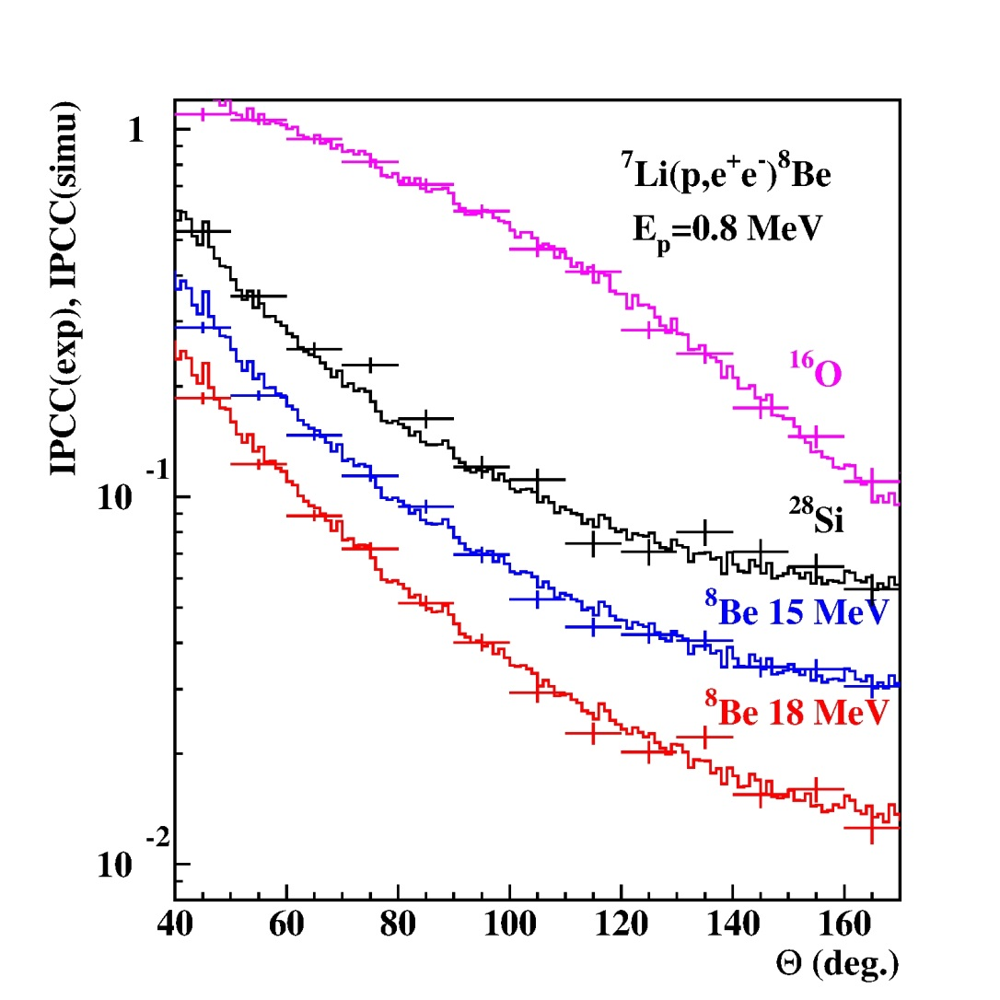 IPCC(exp), IPCC(simu)
1
10⁻¹
10⁻²
⁷Li(p,e⁺e⁻)⁸Be
Eₚ=0.8 MeV
¹⁶O
²⁸Si
⁸Be 15 MeV
⁸Be 18 MeV
40 60 80 100 120 140 160
Θ (deg.)